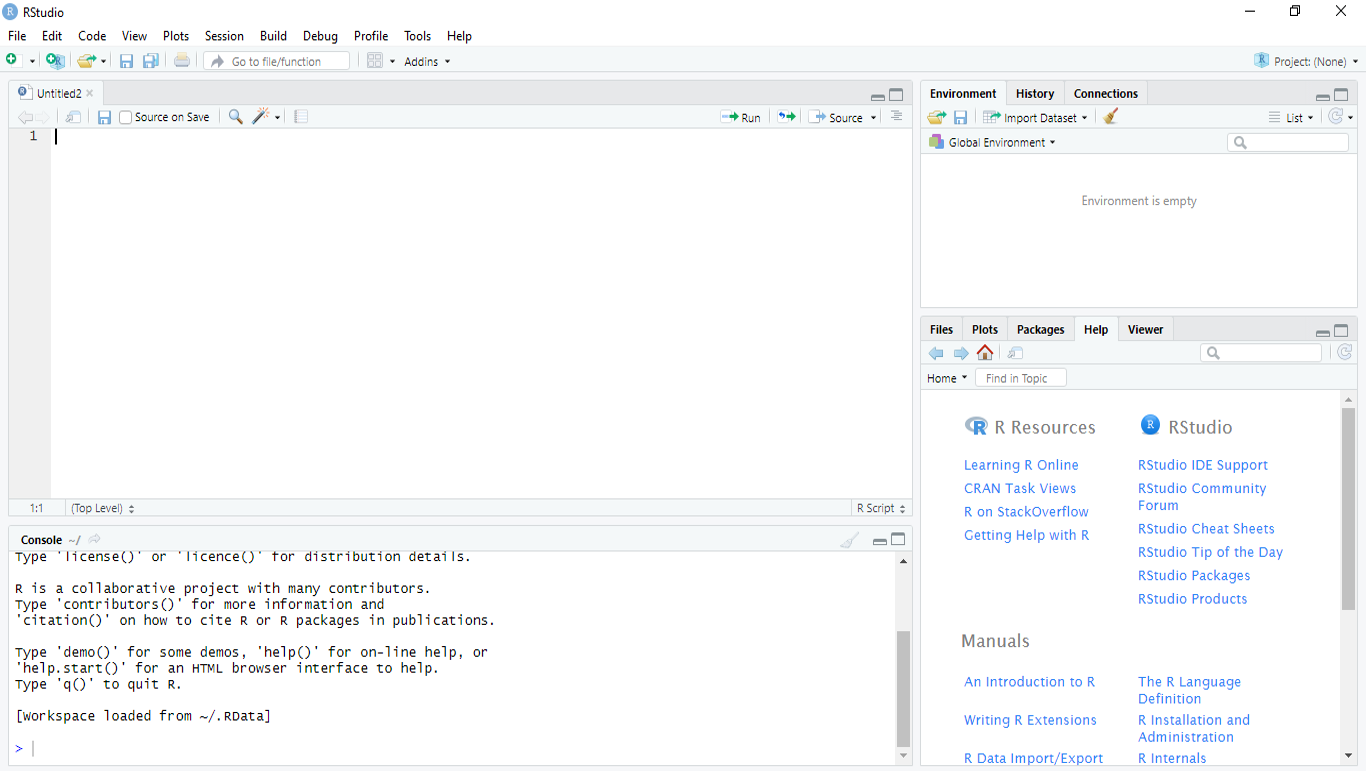 RStudio
File Edit Code View Plots Session Build Debug Profile Tools Help
Go to file/function Addins Project: (None)
Untitled2
Source on Save Run Source
1
1:1 (Top Level) R Script
Console ~/
Type 'license()' or 'licence()' for distribution details.
R is a collaborative project with many contributors.
Type 'contributors()' for more information and
'citation()' on how to cite R or R packages in publications.
Type 'demo()' for some demos, 'help()' for on-line help, or
'help.start()' for an HTML browser interface to help.
Type 'q()' to quit R.
[Workspace loaded from ~/.RData]
>
Environment History Connections
Import Dataset List
Global Environment
Environment is empty
Files Plots Packages Help Viewer
Home Find in Topic
R Resources
Learning R Online
CRAN Task Views
R on StackOverflow
Getting Help with R
RStudio
RStudio IDE Support
RStudio Community
Forum
RStudio Cheat Sheets
RStudio Tip of the Day
RStudio Packages
RStudio Products
Manuals
An Introduction to R
Writing R Extensions
R Data Import/Export
The R Language
Definition
R Installation and
Administration
R Internals